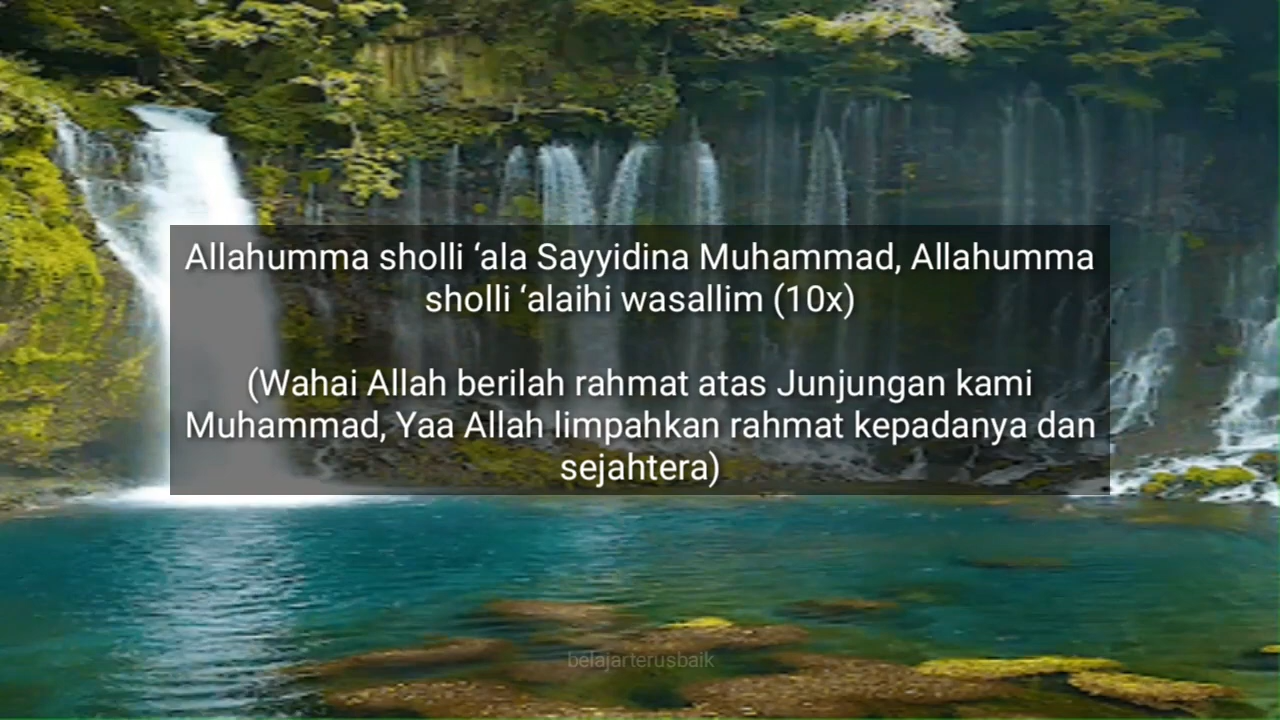 Allahumma sholli ‘ala Sayyidina Muhammad, Allahumma
sholli ‘alaihi wasallim (10x)
(Wahai Allah berilah rahmat atas Junjungan kami
Muhammad, Yaa Allah limpahkan rahmat kepadanya dan
sejahtera)
belajarterusbaik